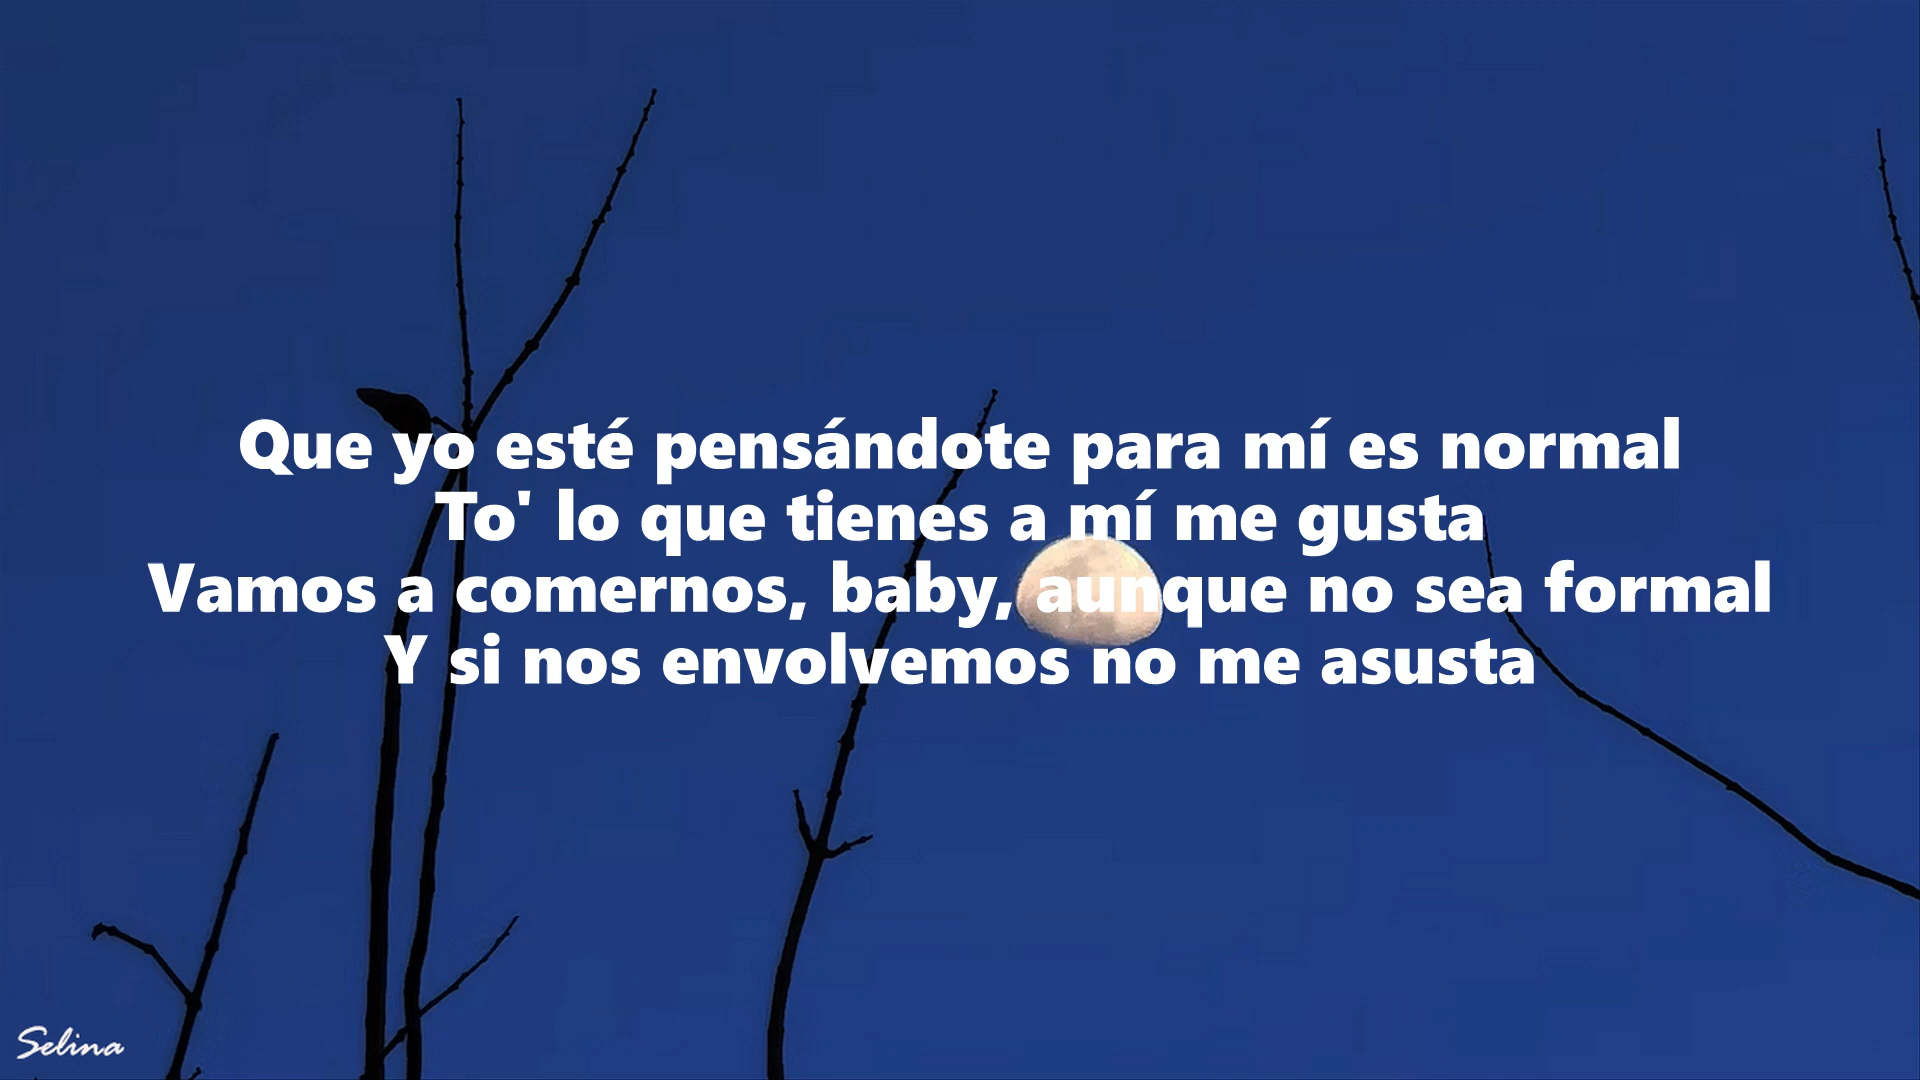 Que yo esté pensándote para mí es normal
To' lo que tienes a mí me gusta
Vamos a comernos, baby, aunque no sea formal
Y si nos envolvemos no me asusta
Selina